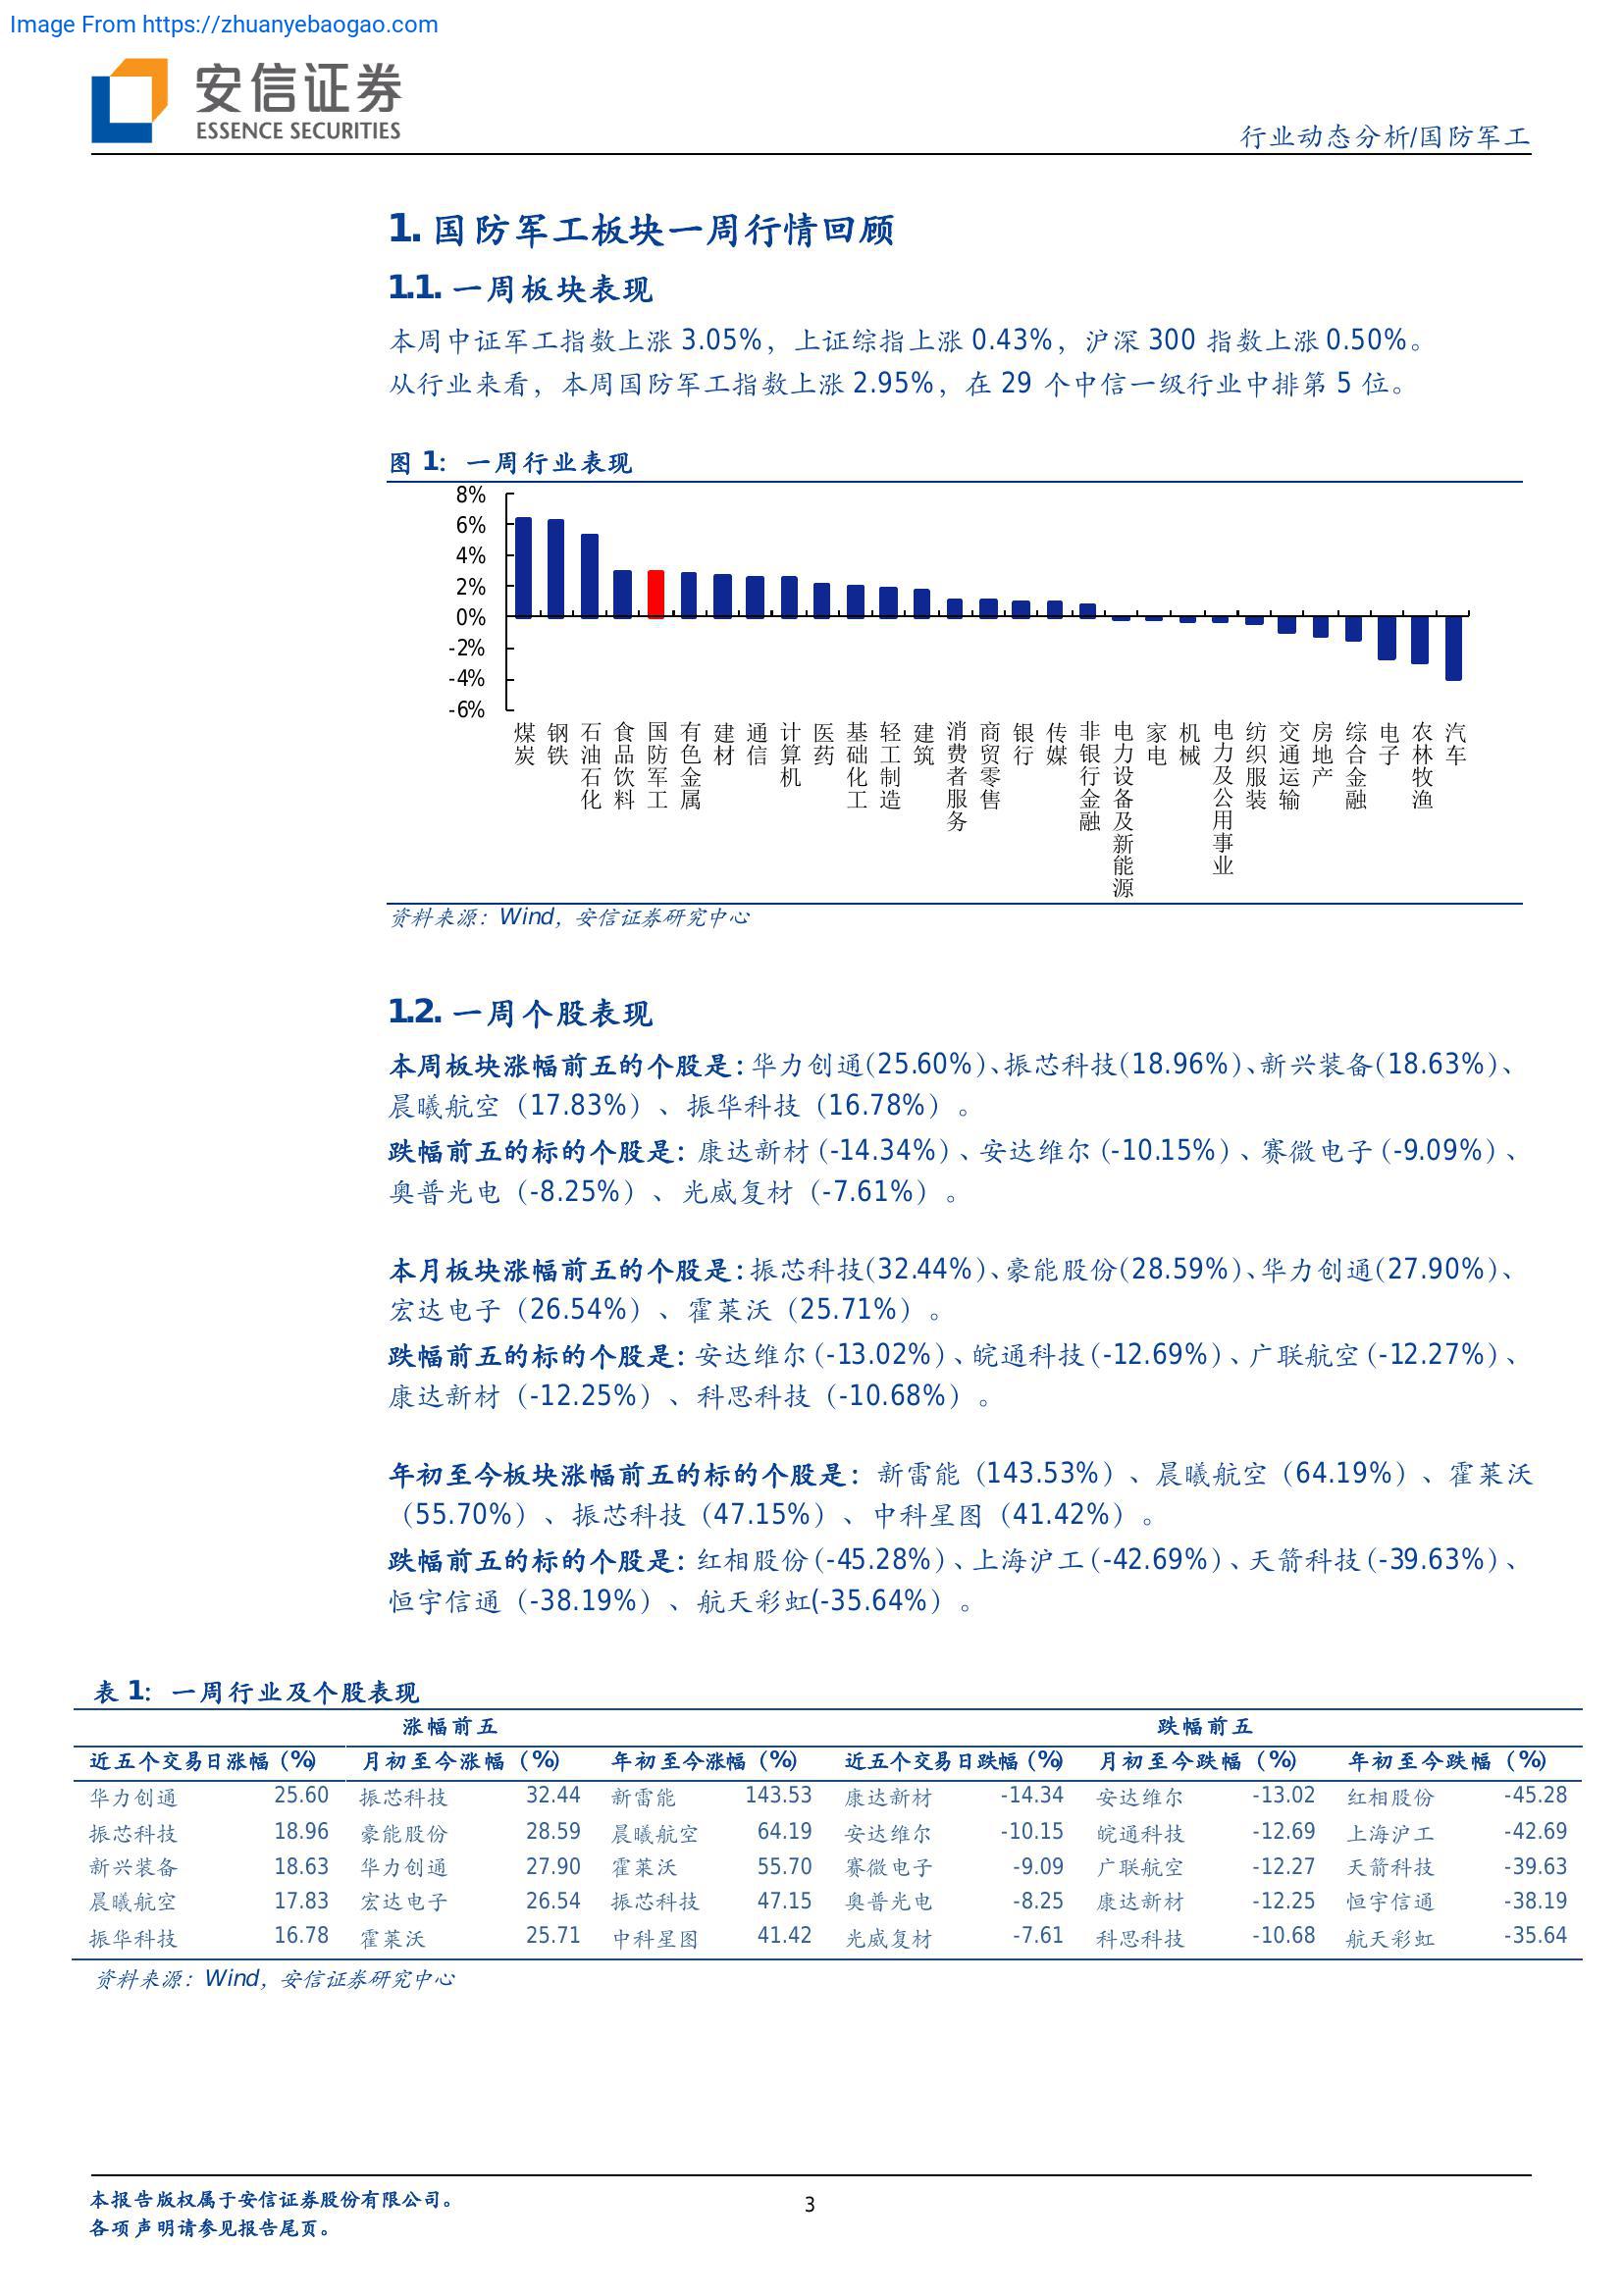 Image From https://zhuanyebaogao.com
安信证券
ESSENCE SECURITIES
行业动态分析/国防军工
1. 国防军工板块一周行情回顾
1.1. 一周板块表现
本周中证军工指数上涨 3.05%，上证综指上涨 0.43%，沪深 300 指数上涨 0.50%。
从行业来看，本周国防军工指数上涨 2.95%，在 29 个中信一级行业中排第 5 位。
图 1：一周行业表现
8%
6%
4%
2%
0%
-2%
-4%
-6%
煤炭
钢铁
石油石化
食品饮料
国防军工
有色金属
建材
通信
计算机
医药
基础化工
轻工制造
建筑
消费者服务
商贸零售
银行
传媒
非银行金融
电力设备及新能源
家电
机械
电力及公用事业
纺织服装
交通运输
房地产
综合金融
电子
农林牧渔
汽车
资料来源：Wind，安信证券研究中心
1.2. 一周个股表现
本周板块涨幅前五的个股是：华力创通（25.60%）、振芯科技（18.96%）、新兴装备（18.63%）、
晨曦航空（17.83%）、振华科技（16.78%）。
跌幅前五的标的个股是：康达新材（-14.34%）、安达维尔（-10.15%）、赛微电子（-9.09%）、
奥普光电（-8.25%）、光威复材（-7.61%）。
本月板块涨幅前五的个股是：振芯科技（32.44%）、豪能股份（28.59%）、华力创通（27.90%）、
宏达电子（26.54%）、霍莱沃（25.71%）。
跌幅前五的标的个股是：安达维尔（-13.02%）、皖通科技（-12.69%）、广联航空（-12.27%）、
康达新材（-12.25%）、科思科技（-10.68%）。
年初至今板块涨幅前五的标的个股是：新雷能（143.53%）、晨曦航空（64.19%）、霍莱沃
（55.70%）、振芯科技（47.15%）、中科星图（41.42%）。
跌幅前五的标的个股是：红相股份（-45.28%）、上海沪工（-42.69%）、天箭科技（-39.63%）、
恒宇信通（-38.19%）、航天彩虹(-35.64%）。
表 1：一周行业及个股表现
涨幅前五 跌幅前五
近五个交易日涨幅（%） 月初至今涨幅（%） 年初至今涨幅（%） 近五个交易日跌幅（%） 月初至今跌幅（%） 年初至今跌幅（%）
华力创通 25.60 振芯科技 32.44 新雷能 143.53 康达新材 -14.34 安达维尔 -13.02 红相股份 -45.28
振芯科技 18.96 豪能股份 28.59 晨曦航空 64.19 安达维尔 -10.15 皖通科技 -12.69 上海沪工 -42.69
新兴装备 18.63 华力创通 27.90 霍莱沃 55.70 赛微电子 -9.09 广联航空 -12.27 天箭科技 -39.63
晨曦航空 17.83 宏达电子 26.54 振芯科技 47.15 奥普光电 -8.25 康达新材 -12.25 恒宇信通 -38.19
振华科技 16.78 霍莱沃 25.71 中科星图 41.42 光威复材 -7.61 科思科技 -10.68 航天彩虹 -35.64
资料来源：Wind，安信证券研究中心
本报告版权属于安信证券股份有限公司。
各项声明请参见报告尾页。
3